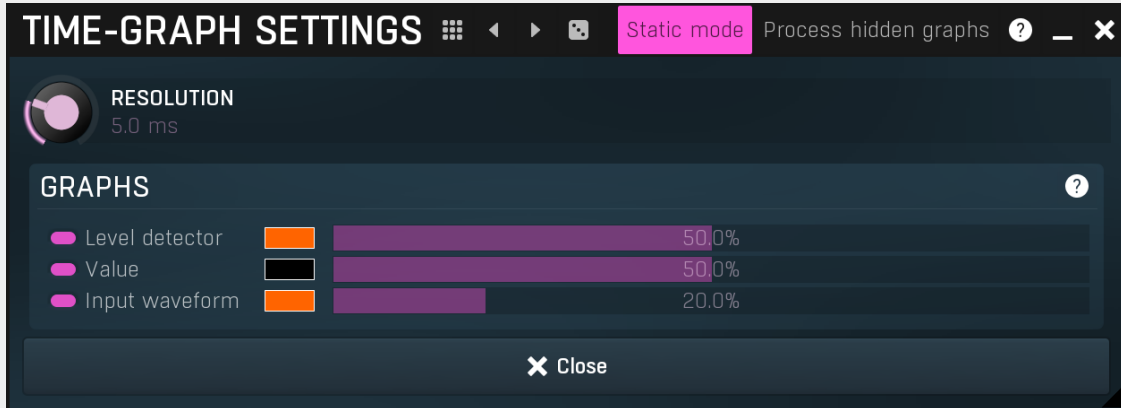 TIME-GRAPH SETTINGS Static mode Process hidden graphs ?
RESOLUTION
5.0 ms
GRAPHS ?
Level detector 50.0%
Value 50.0%
Input waveform 20.0%
Close